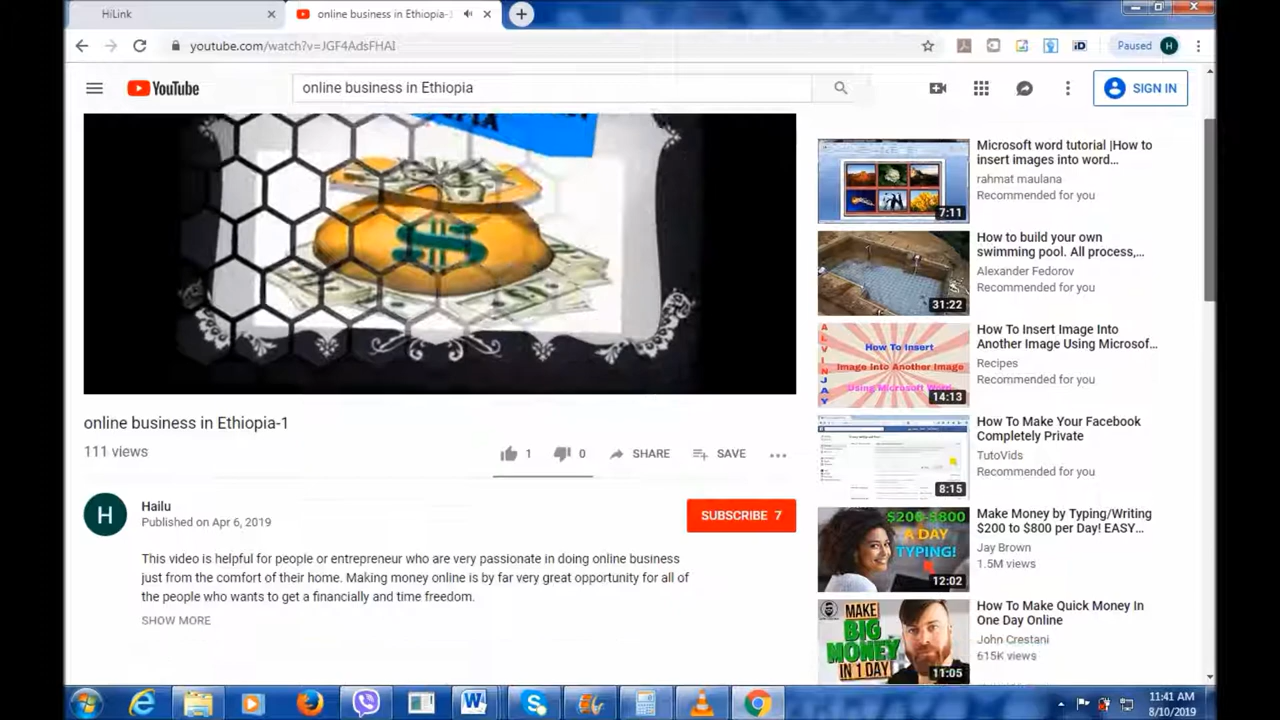 HiLink
online business in Ethiopia-1
youtube.com/watch?v=JGF4AdsFHAI
iD
Paused
H
YouTube
online business in Ethiopia
SIGN IN
$
online business in Ethiopia-1
111 views
1
0
SHARE
SAVE
H
Hailu
Published on Apr 6, 2019
SUBSCRIBE 7
This video is helpful for people or entrepreneur who are very passionate in doing online business
just from the comfort of their home. Making money online is by far very great opportunity for all of
the people who wants to get a financially and time freedom.
SHOW MORE
7:11
Microsoft word tutorial |How to
insert images into word...
rahmat maulana
Recommended for you
31:22
How to build your own
swimming pool. All process,...
Alexander Fedorov
Recommended for you
ALVINJAY
How To Insert
Image Into Another Image
Using Microsoft Word
14:13
How To Insert Image Into
Another Image Using Microsof...
Recipes
Recommended for you
8:15
How To Make Your Facebook
Completely Private
TutoVids
Recommended for you
$200-$800
A DAY
TYPING!
12:02
Make Money by Typing/Writing
$200 to $800 per Day! EASY...
Jay Brown
1.5M views
MAKE
BIG
MONEY
IN 1 DAY
11:05
How To Make Quick Money In
One Day Online
John Crestani
615K views
11:41 AM
8/10/2019